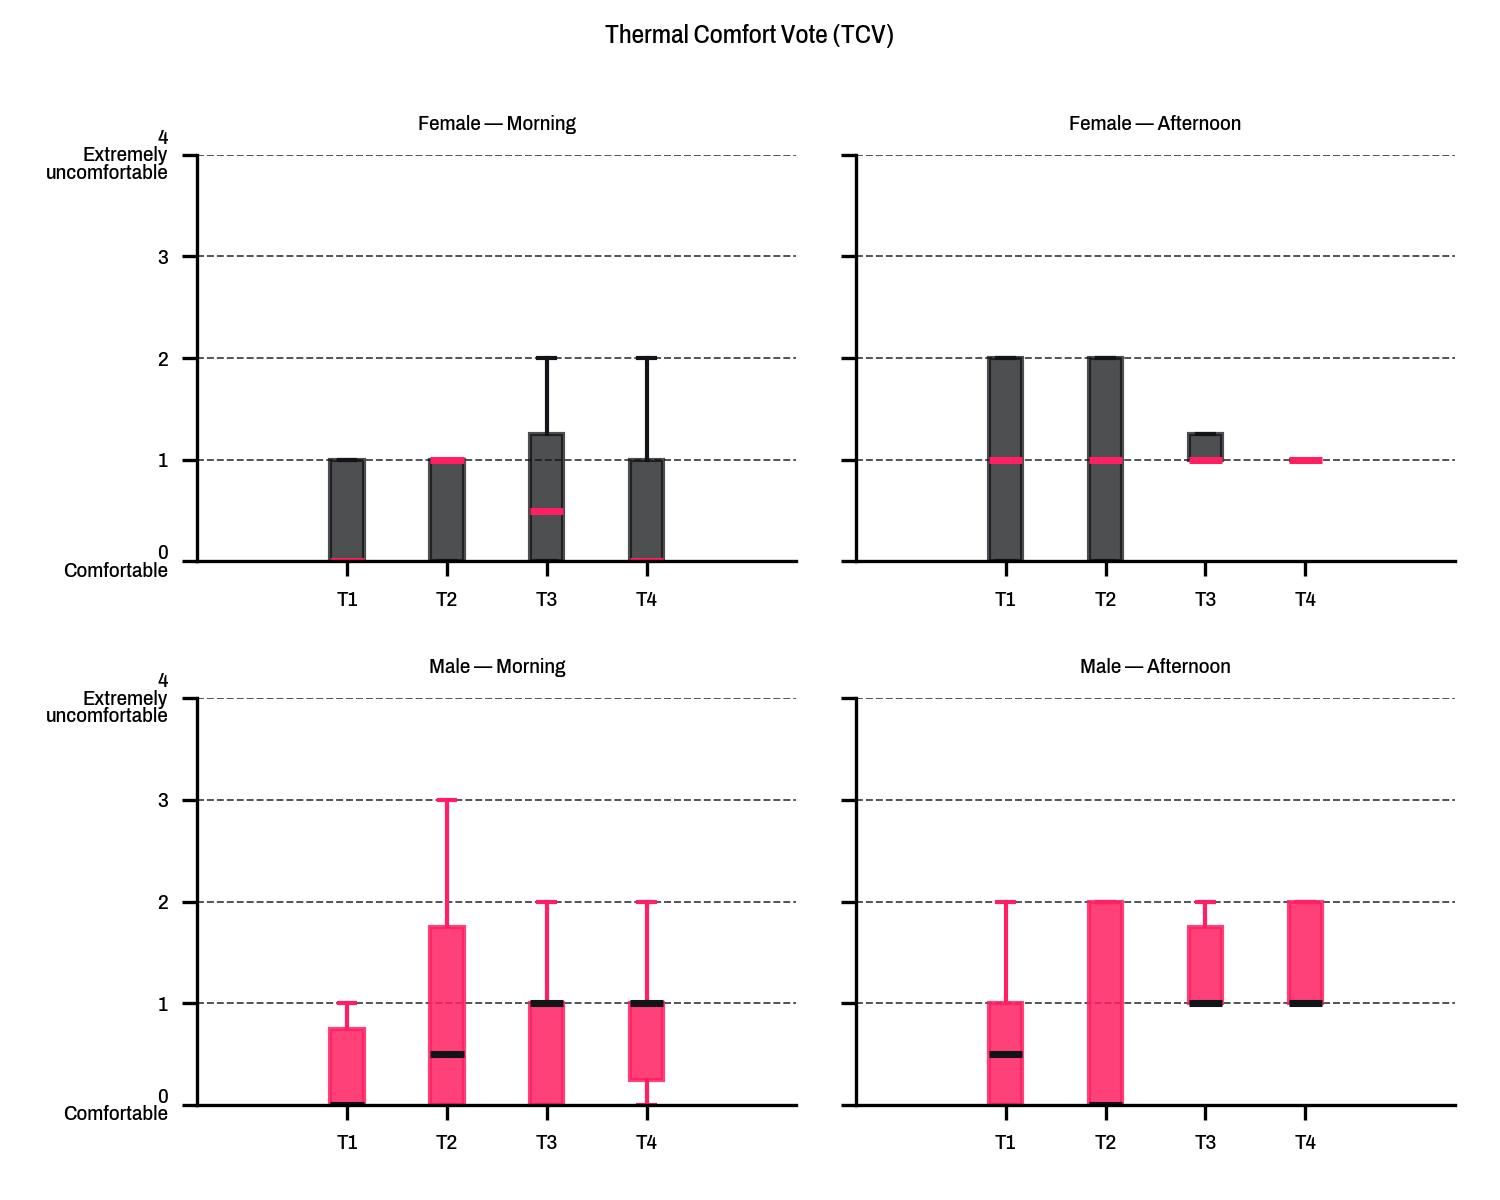 Thermal Comfort Vote (TCV)
Female — Morning
4
Extremely
uncomfortable
3
2
1
0
Comfortable
T1 T2 T3 T4
Female — Afternoon
T1 T2 T3 T4
Male — Morning
4
Extremely
uncomfortable
3
2
1
0
Comfortable
T1 T2 T3 T4
Male — Afternoon
T1 T2 T3 T4